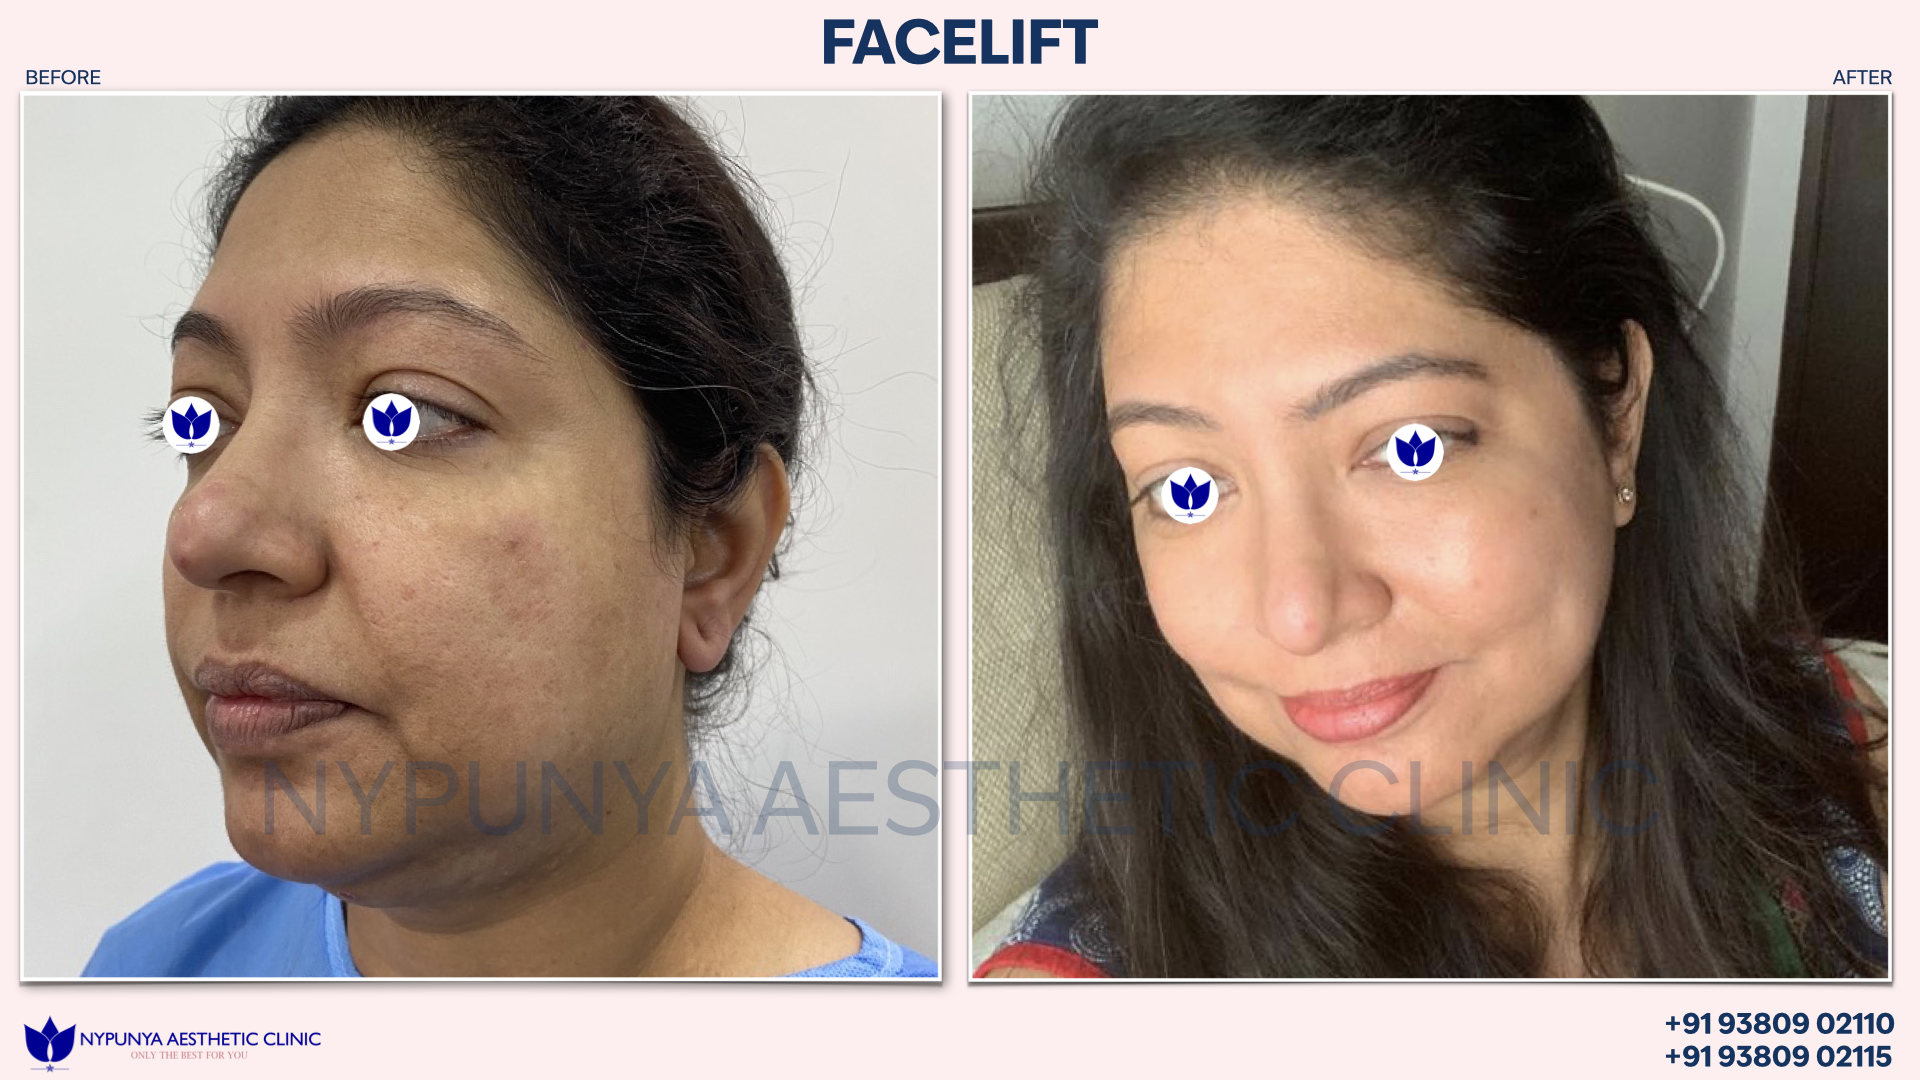 FACELIFT
BEFORE
AFTER
NYPUNYA AESTHETIC CLINIC
NYPUNYA AESTHETIC CLINIC
ONLY THE BEST FOR YOU
+91 93809 02110
+91 93809 02115